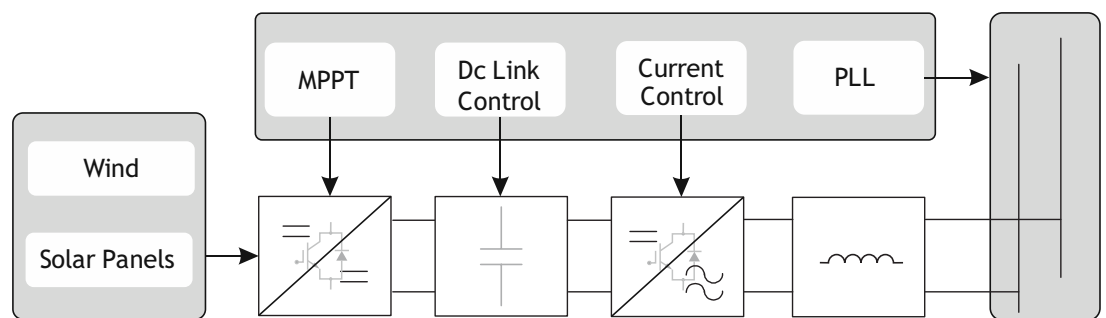 MPPT
Dc Link
Control
Current
Control
PLL
Wind
Solar Panels